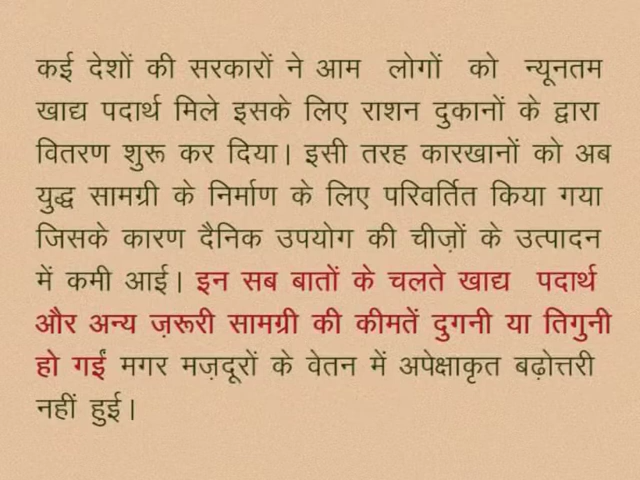 कई देशों की सरकारों ने आम लोगों को न्यूनतम
खाद्य पदार्थ मिले इसके लिए राशन दुकानों के द्वारा
वितरण शुरू कर दिया। इसी तरह कारखानों को अब
युद्ध सामग्री के निर्माण के लिए परिवर्तित किया गया
जिसके कारण दैनिक उपयोग की चीज़ों के उत्पादन
में कमी आई। इन सब बातों के चलते खाद्य पदार्थ
और अन्य ज़रूरी सामग्री की कीमतें दुगनी या तिगुनी
हो गईं मगर मज़दूरों के वेतन में अपेक्षाकृत बढ़ोत्तरी
नहीं हुई।